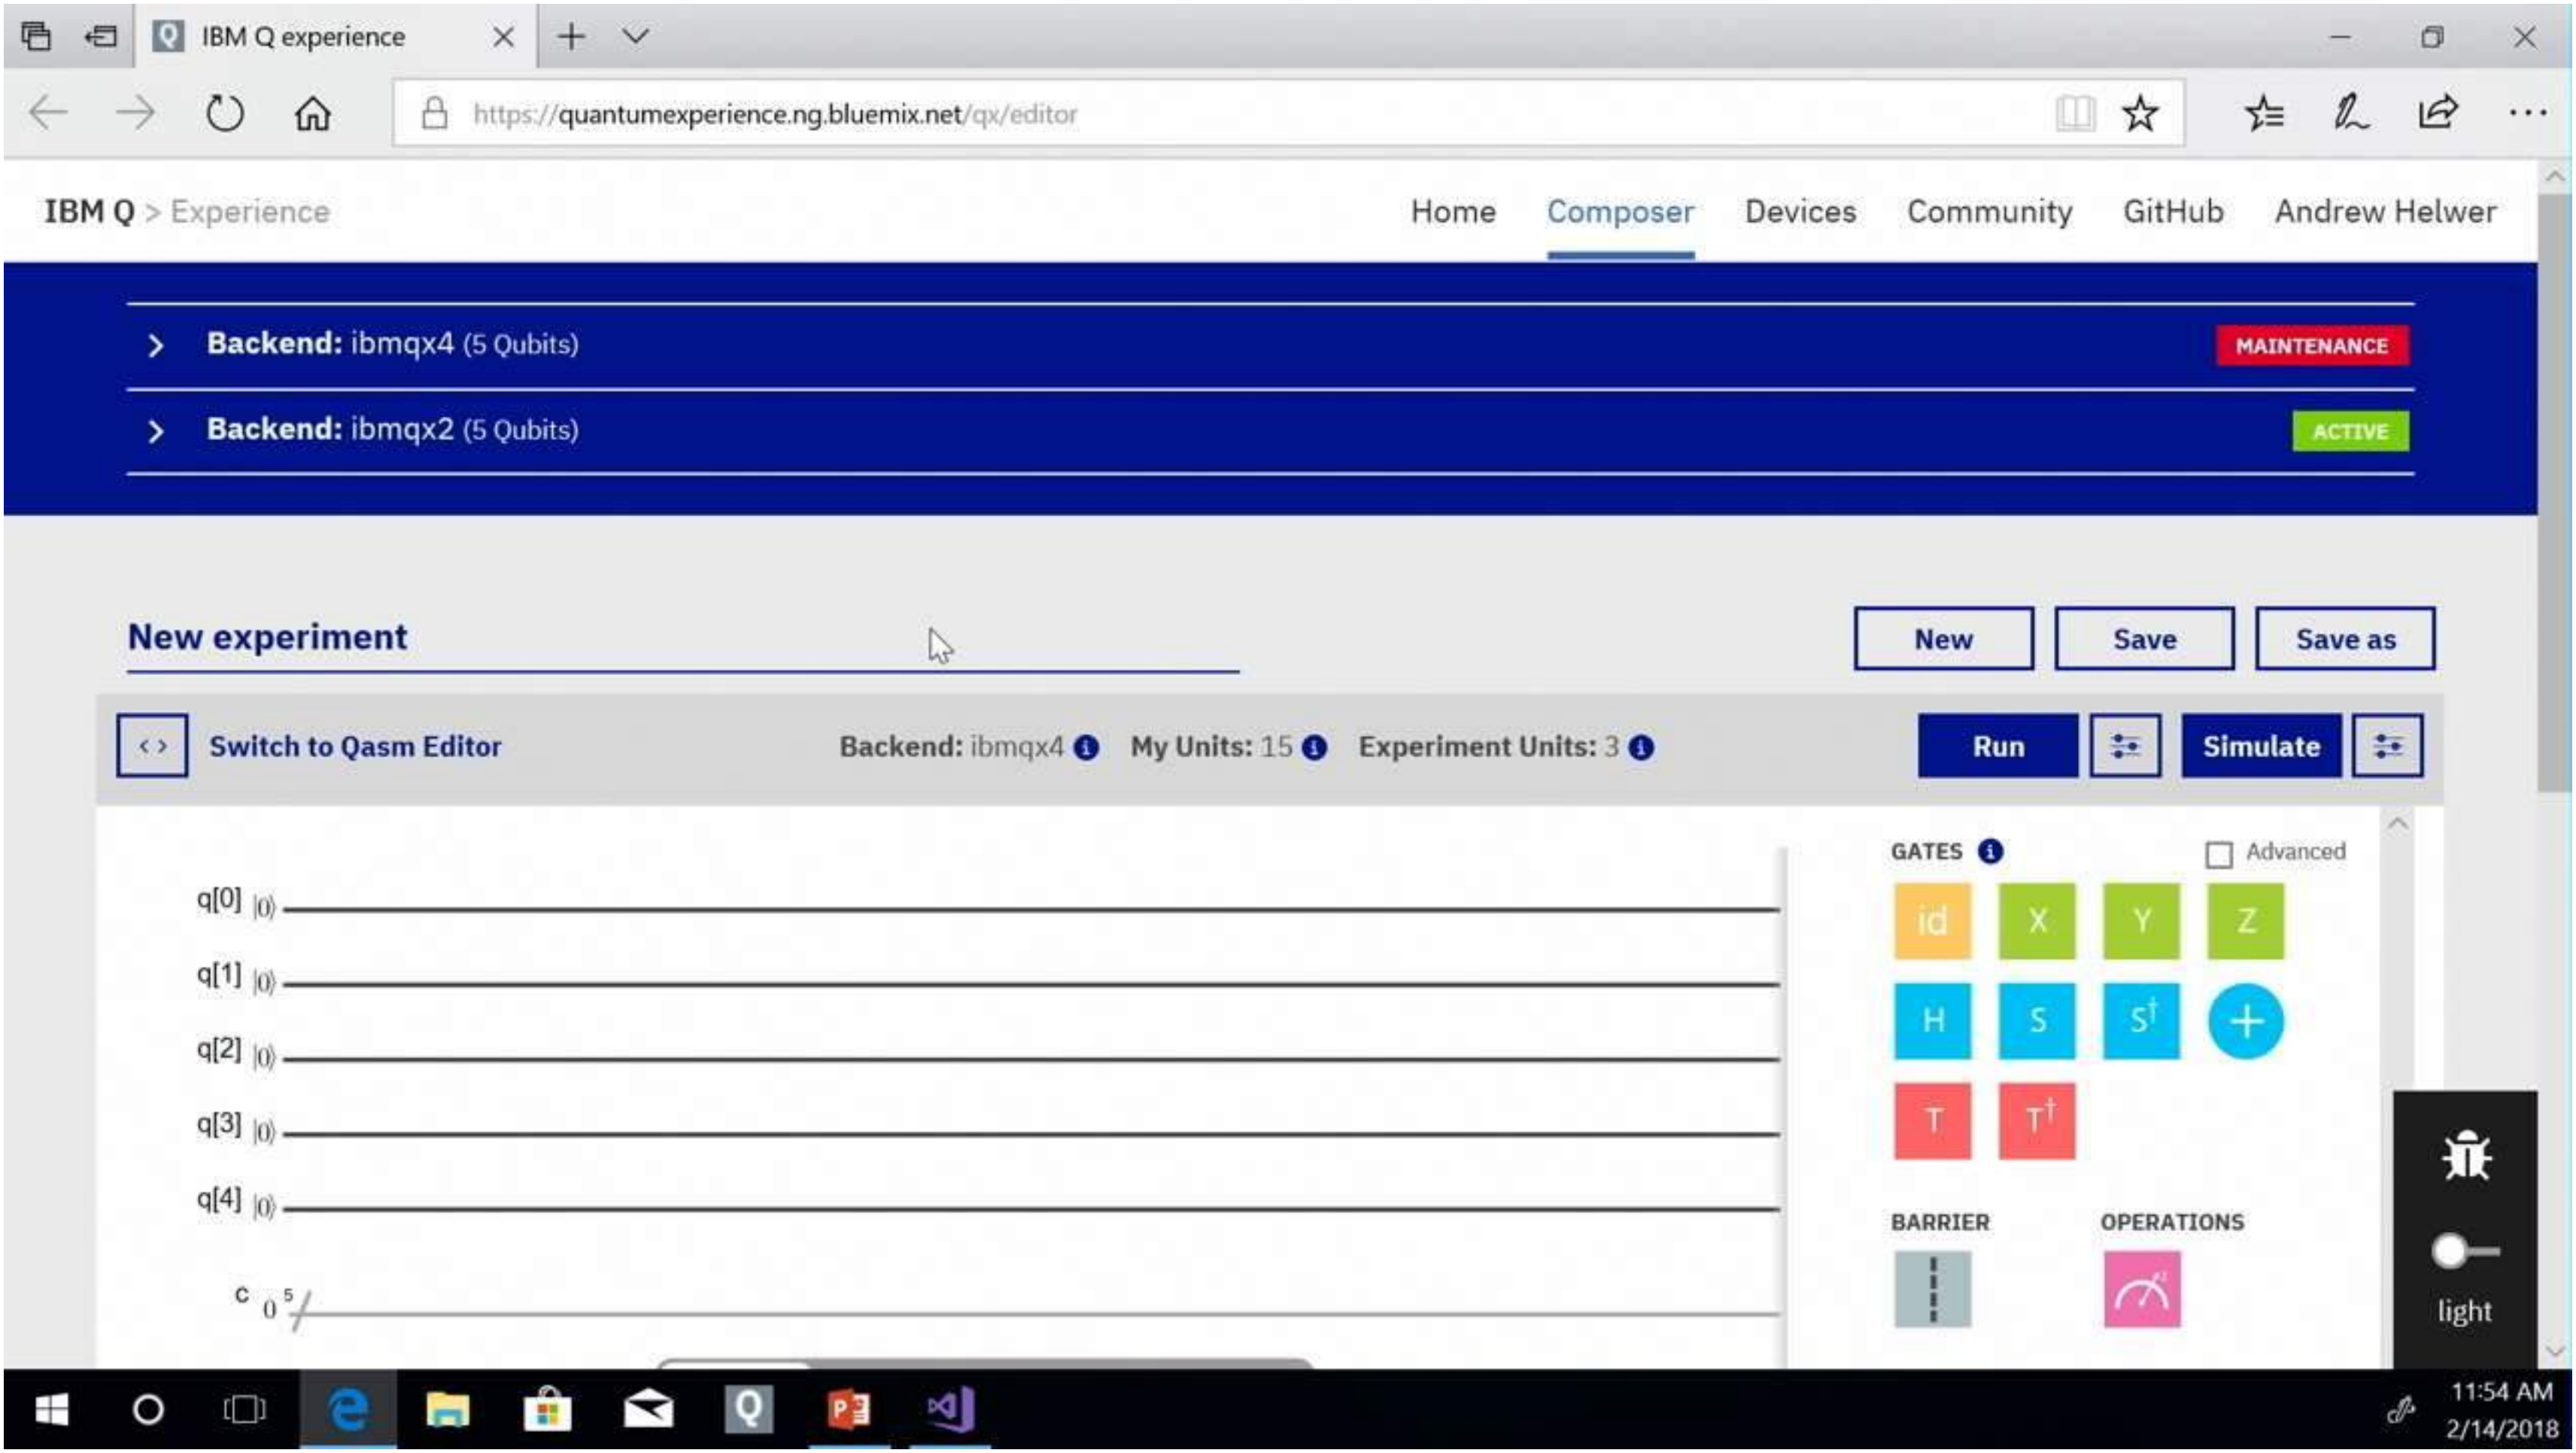 Q IBM Q experience
https://quantumexperience.ng.bluemix.net/qx/editor
IBM Q > Experience Home Composer Devices Community GitHub Andrew Helwer
Backend: ibmqx4 (5 Qubits) MAINTENANCE
Backend: ibmqx2 (5 Qubits) ACTIVE
New experiment New Save Save as
<> Switch to Qasm Editor Backend: ibmqx4 i My Units: 15 i Experiment Units: 3 i Run Simulate
GATES i Advanced
q[0] |0⟩ id X Y Z
q[1] |0⟩ H S S† +
q[2] |0⟩
q[3] |0⟩ T T†
q[4] |0⟩
BARRIER OPERATIONS
c 0 5/
light
Q P
11:54 AM
2/14/2018